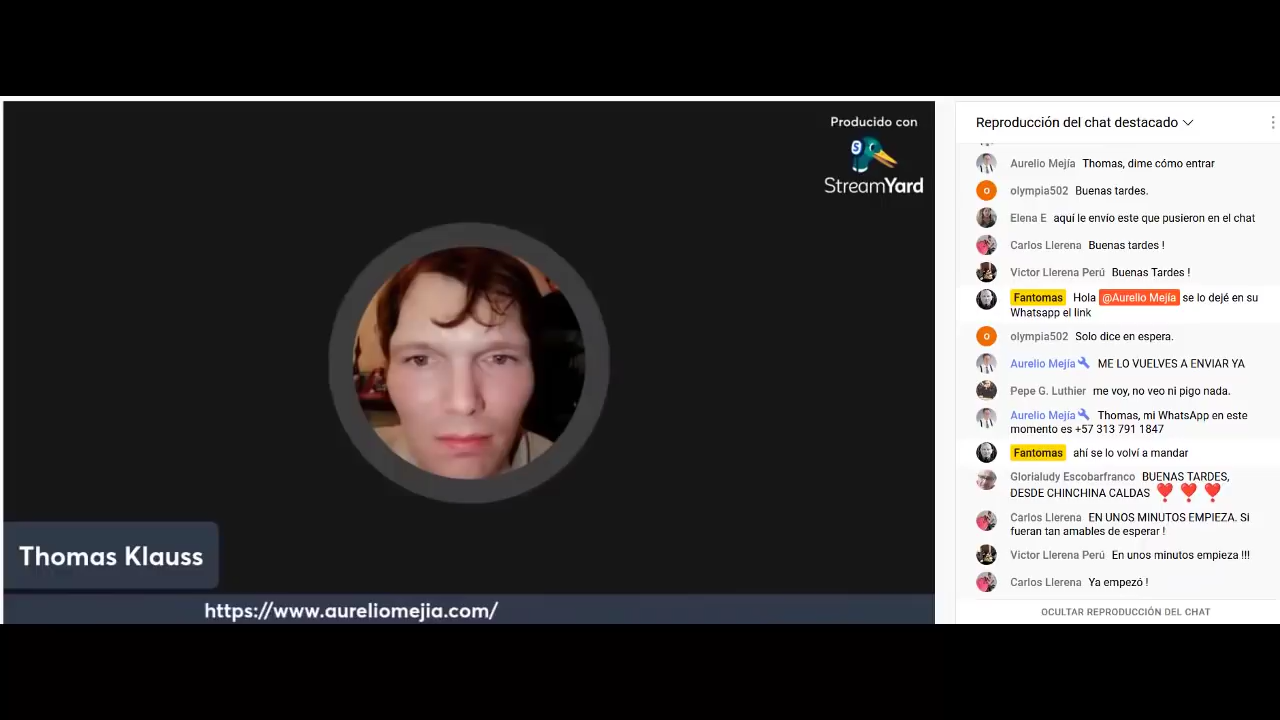 Producido con
StreamYard
Thomas Klauss
https://www.aureliomejia.com/
Reproducción del chat destacado
Aurelio Mejía Thomas, dime cómo entrar
olympia502 Buenas tardes.
Elena E aquí le envío este que pusieron en el chat
Carlos Llerena Buenas tardes !
Victor Llerena Perú Buenas Tardes !
Fantomas Hola @Aurelio Mejía se lo dejé en su
Whatsapp el link
olympia502 Solo dice en espera.
Aurelio Mejía ME LO VUELVES A ENVIAR YA
Pepe G. Luthier me voy, no veo ni pigo nada.
Aurelio Mejía Thomas, mi WhatsApp en este
momento es +57 313 791 1847
Fantomas ahí se lo volví a mandar
Glorialudy Escobarfranco BUENAS TARDES,
DESDE CHINCHINA CALDAS
Carlos Llerena EN UNOS MINUTOS EMPIEZA. Si
fueran tan amables de esperar !
Victor Llerena Perú En unos minutos empieza !!!
Carlos Llerena Ya empezó !
OCULTAR REPRODUCCIÓN DEL CHAT